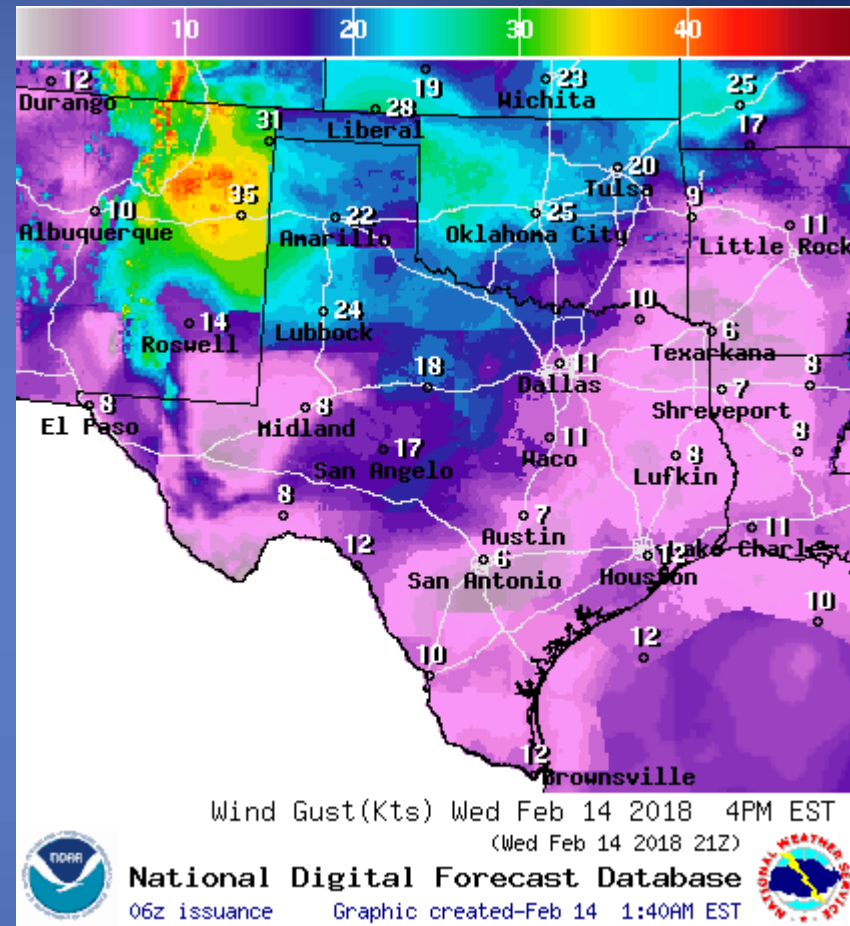 10 20 30 40
12 Durango
19
23 Wichita
25
28 Liberal
31
17
20 Tulsa
35
10 Albuquerque
22 Amarillo
25 Oklahoma City
9
11 Little Rock
14 Roswell
24 Lubbock
10
6 Texarkana
18
11 Dallas
8
7 Shreveport
8 El Paso
8 Midland
17 San Angelo
11 Waco
8 Lufkin
8
8
7 Austin
11 Lake Charles
12
6 San Antonio
12 Houston
10
12
10
12 Brownsville
Wind Gust(Kts) Wed Feb 14 2018 4PM EST
(Wed Feb 14 2018 21Z)
National Digital Forecast Database
06z issuance Graphic created-Feb 14 1:40AM EST
NOAA
NATIONAL WEATHER SERVICE